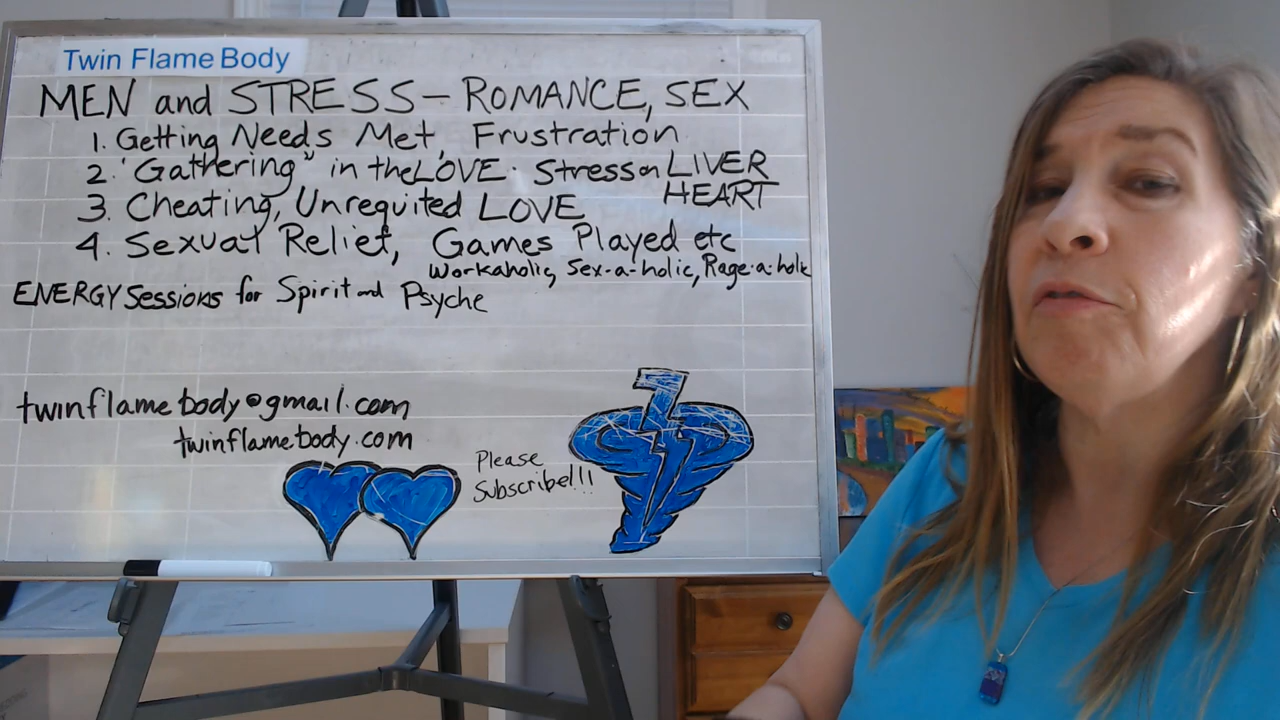 Twin Flame Body
MEN and STRESS – ROMANCE, SEX
1. Getting Needs Met, Frustration
2. "Gathering" in the LOVE. Stress on LIVER
HEART
3. Cheating, Unrequited LOVE
4. Sexual Relief, Games Played etc
Workaholic, Sex-a-holic, Rage-a-holic
ENERGY Sessions for Spirit and Psyche
twinflamebody@gmail.com
twinflamebody.com
Please
Subscribe!!!